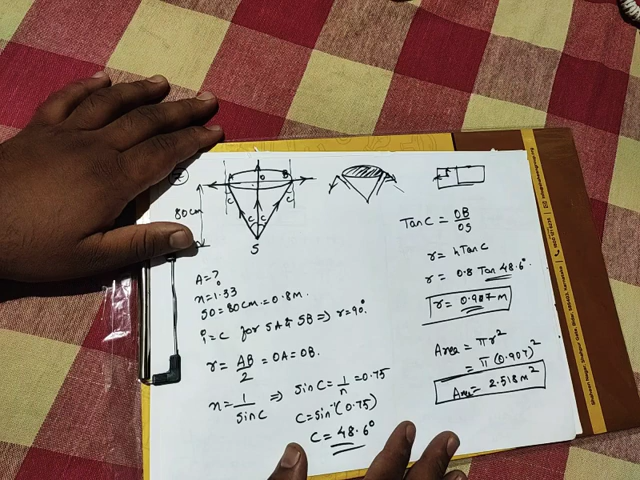 80cm
A
O
B
C
C
C
C
S
A=?
n=1.33
SO=80cm=0.8m.
i=c for SA & SB ⇒ r=90°
r=AB/2=OA=OB.
n=1/sinC ⇒ sinC=1/n=0.75
C=sin⁻¹(0.75)
C=48.6°
TanC=OB/OS
r=hTanC
r=0.8 Tan 48.6°
r=0.907m
Area=πr²
=π(0.907)²
Area=2.518m²